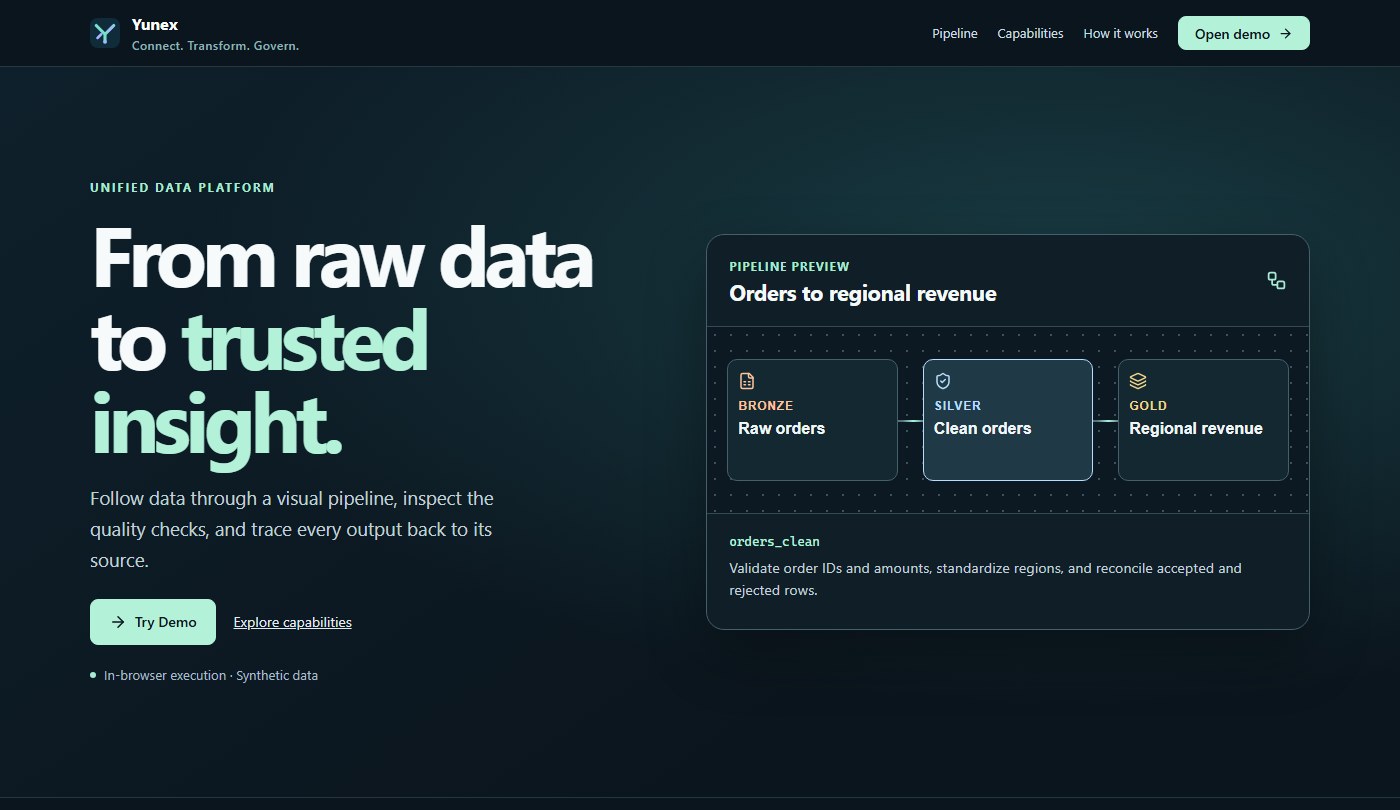 Yunex
Connect. Transform. Govern.
Pipeline
Capabilities
How it works
Open demo
UNIFIED DATA PLATFORM
From raw data
to trusted
insight.
Follow data through a visual pipeline, inspect the
quality checks, and trace every output back to its
source.
Try Demo
Explore capabilities
In-browser execution · Synthetic data
PIPELINE PREVIEW
Orders to regional revenue
BRONZE
Raw orders
SILVER
Clean orders
GOLD
Regional revenue
orders_clean
Validate order IDs and amounts, standardize regions, and reconcile accepted and
rejected rows.